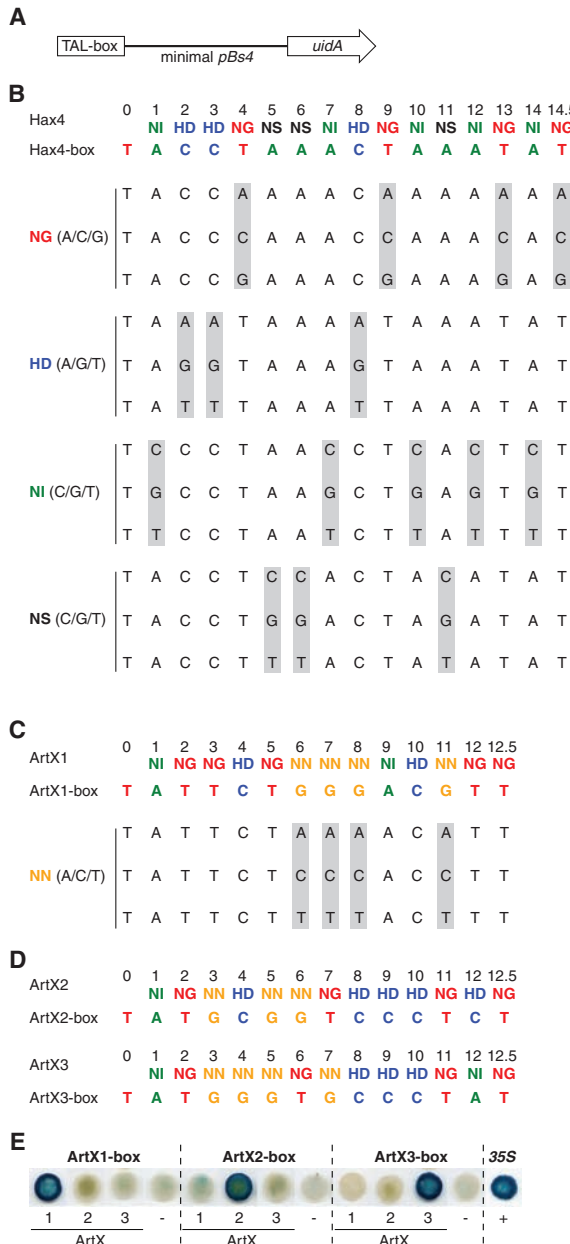 A
TAL-box
minimal pBs4
uidA
B
0 1 2 3 4 5 6 7 8 9 10 11 12 13 14 14.5
Hax4 NI HD HD NG NS NS NI HD NG NI NS NI NG NI NG
Hax4-box T A C C T A A A C T A A A T A T
T A C C A A A A C A A A A A A A
NG (A/C/G) T A C C C A A A C C A A A C A C
T A C C G A A A C G A A A G A G
T A A A T A A A A T A A A T A T
HD (A/G/T) T A G G T A A A G T A A A T A T
T A T T T A A A T T A A A T A T
T C C C T A A C C T C A C T C T
NI (C/G/T) T G C C T A A G C T G A G T G T
T T C C T A A T C T T A T T T T
T A C C T C C A C T A C A T A T
NS (C/G/T) T A C C T G G A C T A G A T A T
T A C C T T T A C T A T A T A T
C
0 1 2 3 4 5 6 7 8 9 10 11 12 12.5
ArtX1 NI NG NG HD NG NN NN NN NI HD NN NG NG
ArtX1-box T A T T C T G G G A C G T T
T A T T C T A A A A C A T T
NN (A/C/T) T A T T C T C C C A C C T T
T A T T C T T T T A C T T T
D
0 1 2 3 4 5 6 7 8 9 10 11 12 12.5
ArtX2 NI NG NN HD NN NN NG HD HD HD NG HD NG
ArtX2-box T A T G C G G T C C C T C T
0 1 2 3 4 5 6 7 8 9 10 11 12 12.5
ArtX3 NI NG NN NN NN NG NN HD HD HD NG NI NG
ArtX3-box T A T G G G T G C C C T A T
E
ArtX1-box ArtX2-box ArtX3-box 35S
1 2 3 - 1 2 3 - 1 2 3 - +
ArtX ArtX ArtX